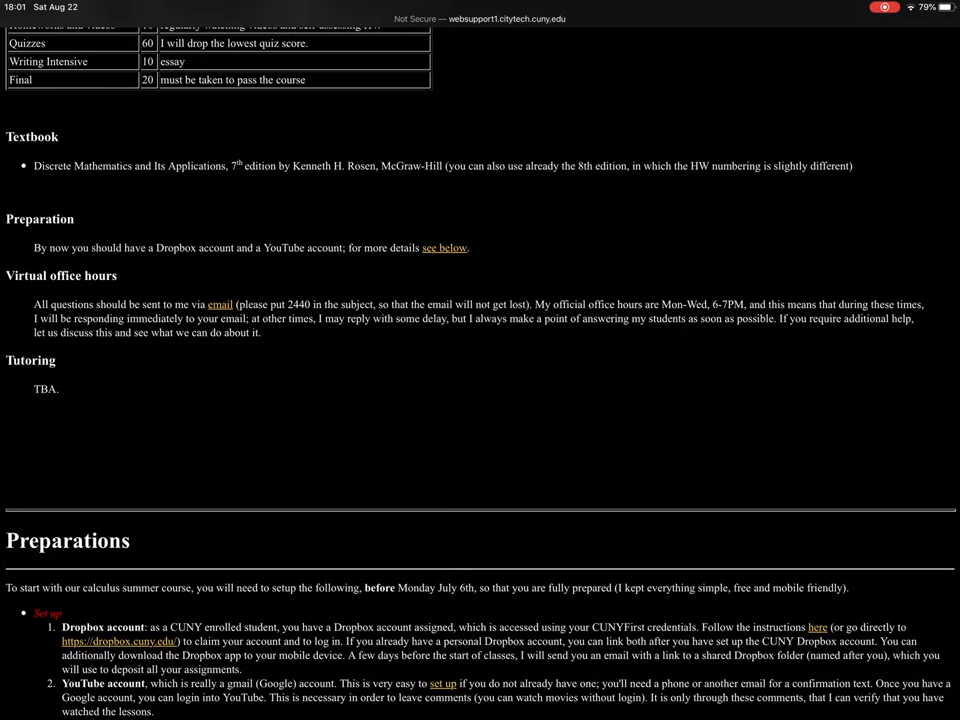 18:01 Sat Aug 22
79%
Not Secure — websupport1.citytech.cuny.edu
Quizzes 60 I will drop the lowest quiz score.
Writing Intensive 10 essay
Final 20 must be taken to pass the course
Textbook
• Discrete Mathematics and Its Applications, 7th edition by Kenneth H. Rosen, McGraw-Hill (you can also use already the 8th edition, in which the HW numbering is slightly different)
Preparation
By now you should have a Dropbox account and a YouTube account; for more details see below.
Virtual office hours
All questions should be sent to me via email (please put 2440 in the subject, so that the email will not get lost). My official office hours are Mon-Wed, 6-7PM, and this means that during these times,
I will be responding immediately to your email; at other times, I may reply with some delay, but I always make a point of answering my students as soon as possible. If you require additional help,
let us discuss this and see what we can do about it.
Tutoring
TBA.
Preparations
To start with our calculus summer course, you will need to setup the following, before Monday July 6th, so that you are fully prepared (I kept everything simple, free and mobile friendly).
• Set up
1. Dropbox account: as a CUNY enrolled student, you have a Dropbox account assigned, which is accessed using your CUNYFirst credentials. Follow the instructions here (or go directly to
https://dropbox.cuny.edu/) to claim your account and to log in. If you already have a personal Dropbox account, you can link both after you have set up the CUNY Dropbox account. You can
additionally download the Dropbox app to your mobile device. A few days before the start of classes, I will send you an email with a link to a shared Dropbox folder (named after you), which you
will use to deposit all your assignments.
2. YouTube account, which is really a gmail (Google) account. This is very easy to set up if you do not already have one; you'll need a phone or another email for a confirmation text. Once you have a
Google account, you can login into YouTube. This is necessary in order to leave comments (you can watch movies without login). It is only through these comments, that I can verify that you have
watched the lessons.